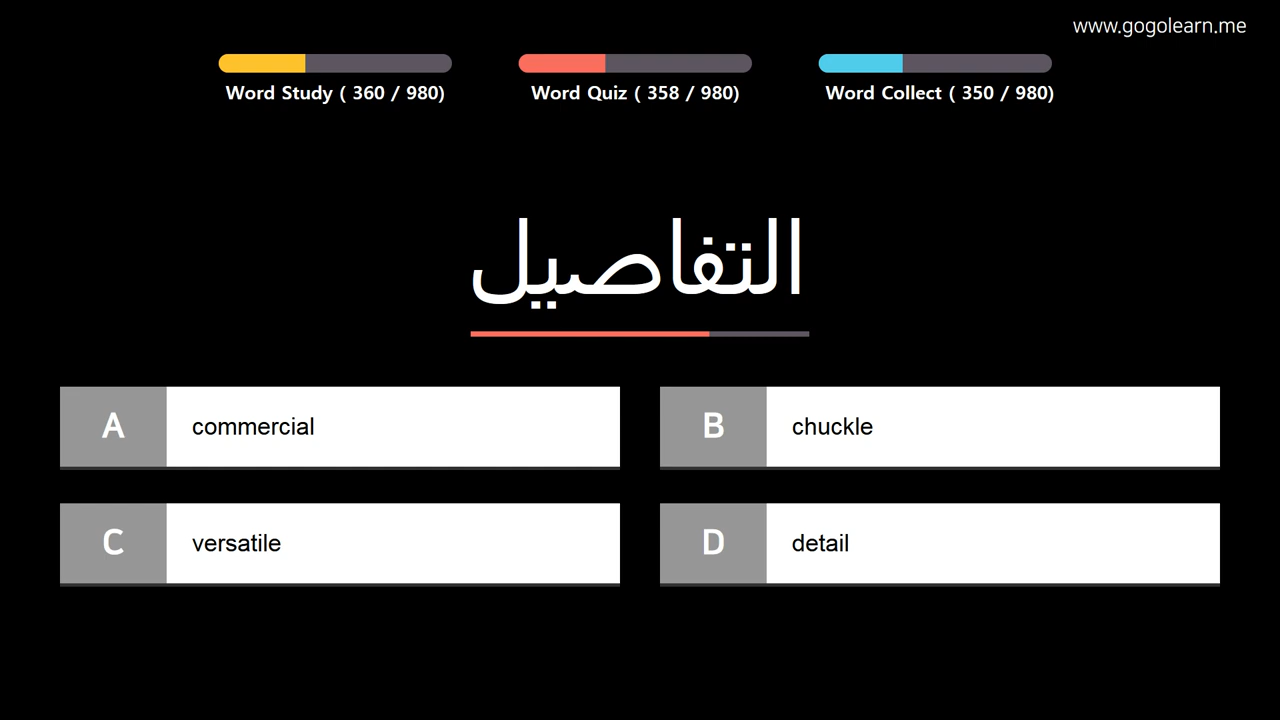 www.gogolearn.me
Word Study ( 360 / 980)
Word Quiz ( 358 / 980)
Word Collect ( 350 / 980)
التفاصيل
A commercial
B chuckle
C versatile
D detail